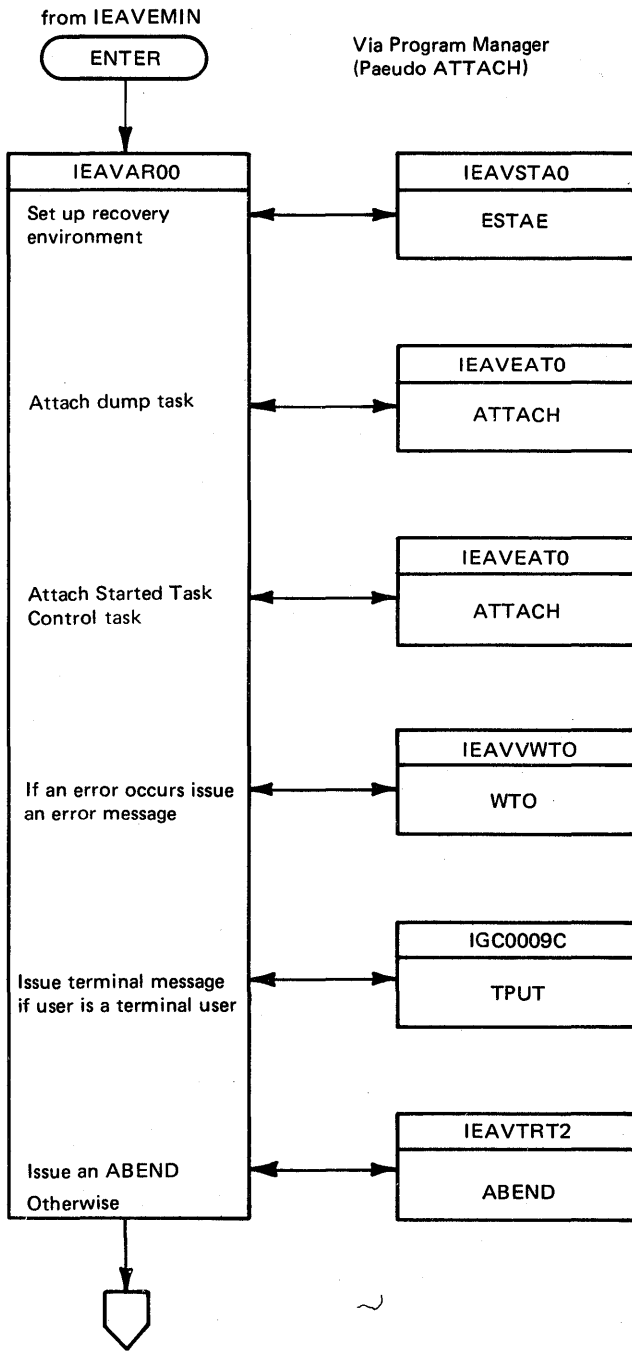 from IEAVEMIN
ENTER
Via Program Manager
(Paeudo ATTACH)
IEAVAR00
Set up recovery
environment
IEAVSTA0
ESTAE
Attach dump task
IEAVEAT0
ATTACH
Attach Started Task
Control task
IEAVEAT0
ATTACH
If an error occurs issue
an error message
IEAVVWTO
WTO
Issue terminal message
if user is a terminal user
IGC0009C
TPUT
Issue an ABEND
Otherwise
IEAVTRT2
ABEND